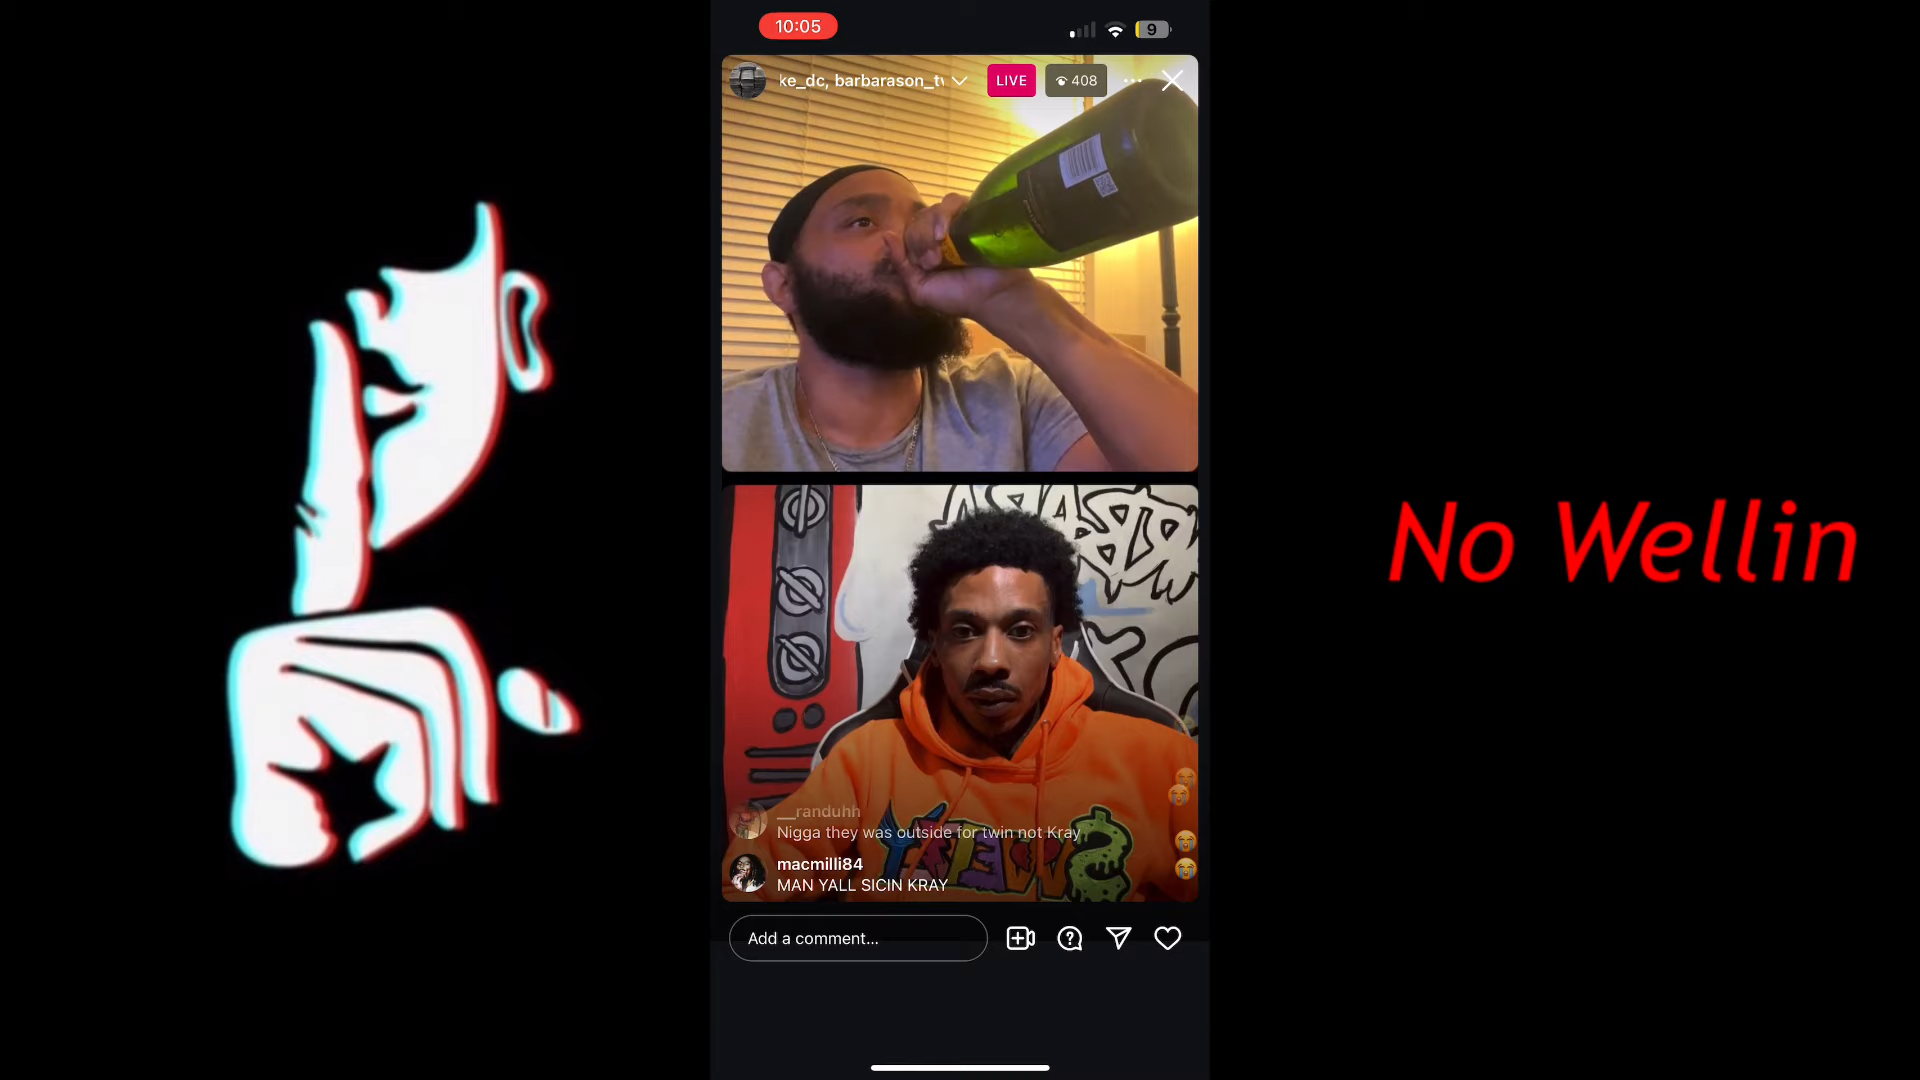 10:05
9
ke_dc, barbarason_tv
LIVE
408
__randuhh
Nigga they was outside for twin not Kray
macmilli84
MAN YALL SICIN KRAY
Add a comment...
No Wellin